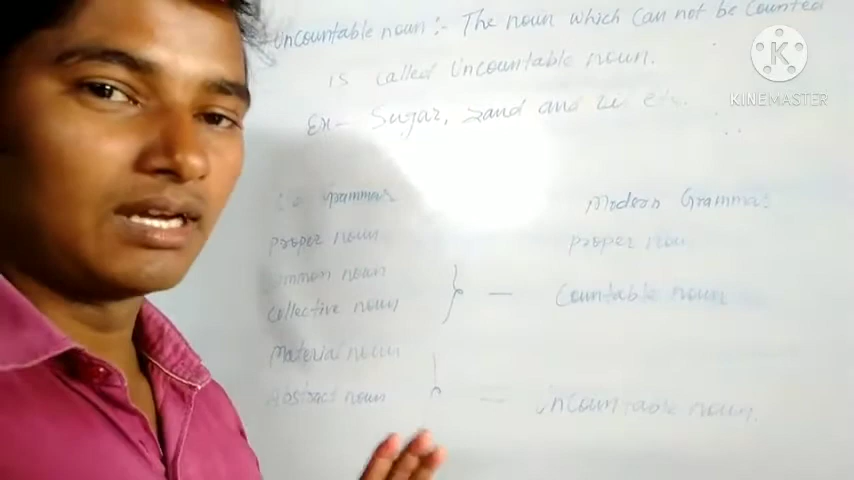 Uncountable noun :- The noun which can not be counted
is called uncountable noun.
Ex - Sugar, sand and etc.
K
KINEMASTER
grammar Modern Grammar
proper noun proper noun
common noun
collective noun } — Countable noun
Material noun
Abstract noun } — uncountable noun.